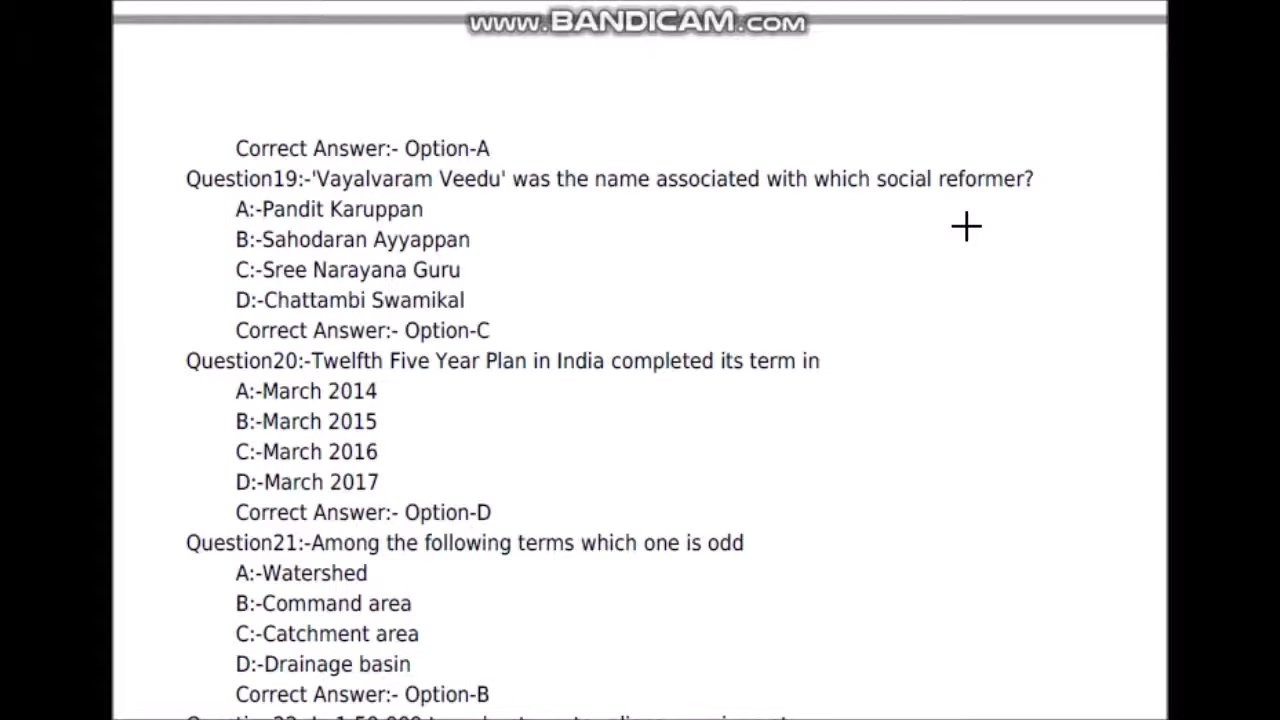 www.BANDICAM.com
Correct Answer:- Option-A
Question19:-'Vayalvaram Veedu' was the name associated with which social reformer?
A:-Pandit Karuppan
B:-Sahodaran Ayyappan
C:-Sree Narayana Guru
D:-Chattambi Swamikal
Correct Answer:- Option-C
Question20:-Twelfth Five Year Plan in India completed its term in
A:-March 2014
B:-March 2015
C:-March 2016
D:-March 2017
Correct Answer:- Option-D
Question21:-Among the following terms which one is odd
A:-Watershed
B:-Command area
C:-Catchment area
D:-Drainage basin
Correct Answer:- Option-B